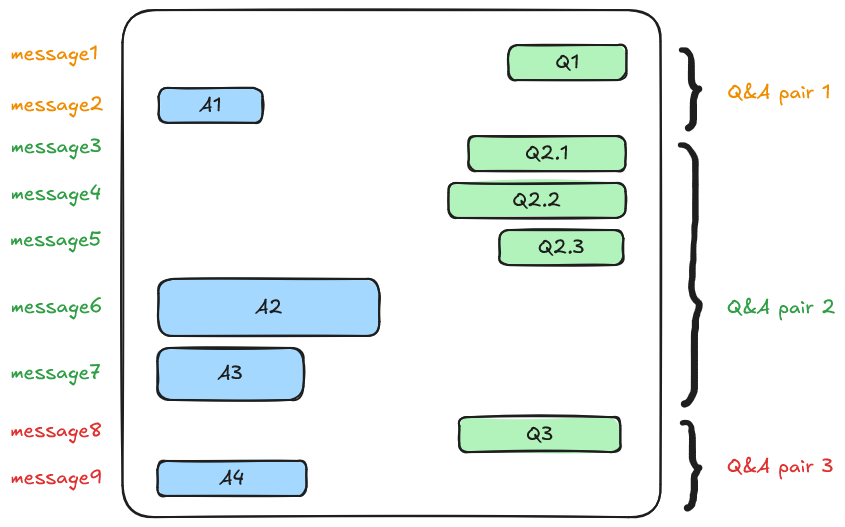 message1
Q1
Q&A pair 1
message2
A1
message3
Q2.1
message4
Q2.2
message5
Q2.3
message6
A2
Q&A pair 2
message7
A3
message8
Q3
Q&A pair 3
message9
A4